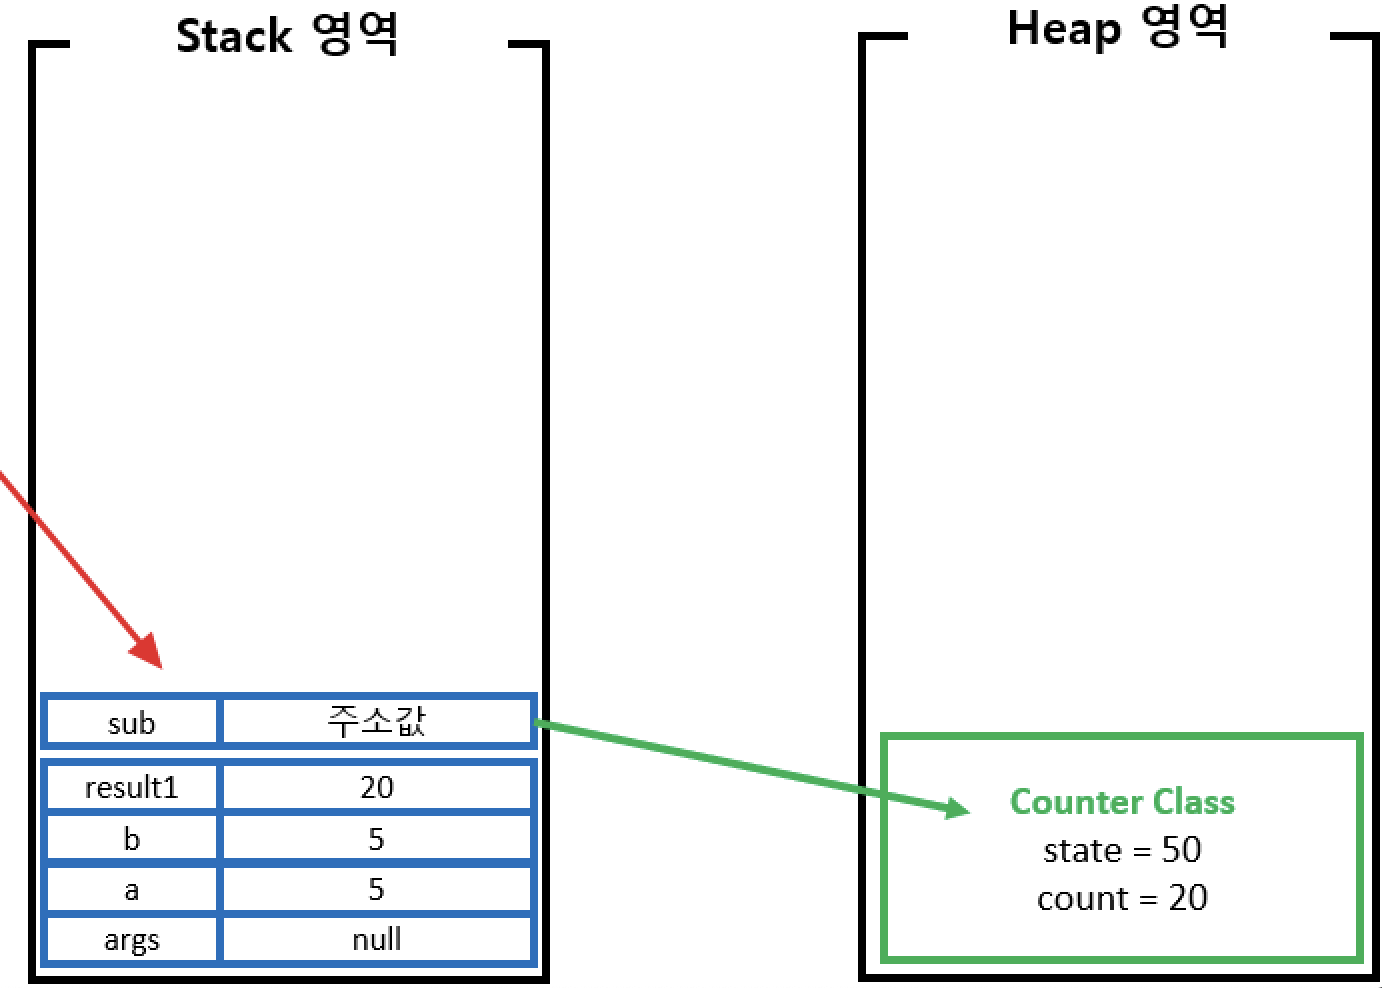 Stack 영역
Heap 영역
sub 주소값
result1 20
b 5
a 5
args null
Counter Class
state = 50
count = 20